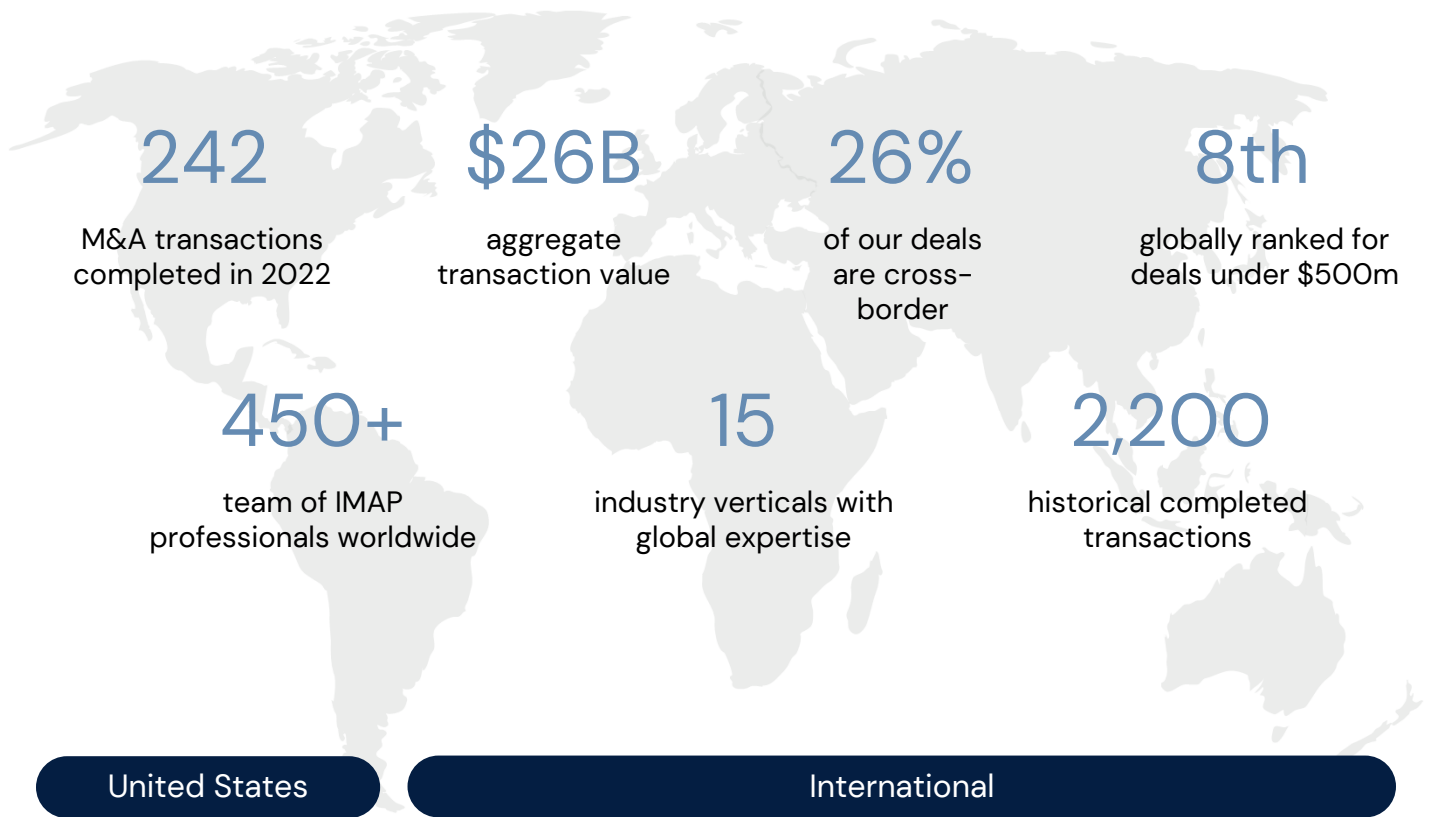 242
M&A transactions
completed in 2022
$26B
aggregate
transaction value
26%
of our deals
are cross-
border
8th
globally ranked for
deals under $500m
450+
team of IMAP
professionals worldwide
15
industry verticals with
global expertise
2,200
historical completed
transactions
United States
International